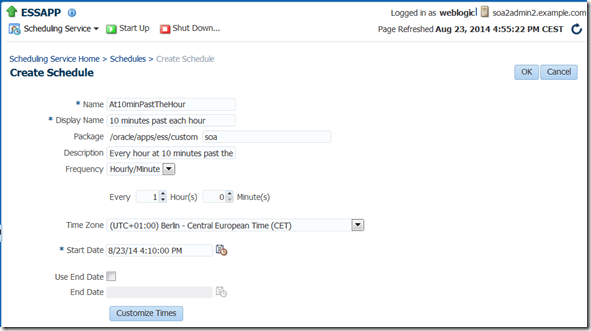 ESSAPP
Logged in as weblogic
soa2admin2.example.com
Scheduling Service
Start Up
Shut Down...
Page Refreshed Aug 23, 2014 4:55:22 PM CEST
Scheduling Service Home > Schedules > Create Schedule
Create Schedule
OK
Cancel
* Name At10minPastTheHour
* Display Name 10 minutes past each hour
Package /oracle/apps/ess/custom soa
Description Every hour at 10 minutes past the
Frequency Hourly/Minute
Every 1 Hour(s) 0 Minute(s)
Time Zone (UTC+01:00) Berlin - Central European Time (CET)
* Start Date 8/23/14 4:10:00 PM
Use End Date
End Date
Customize Times